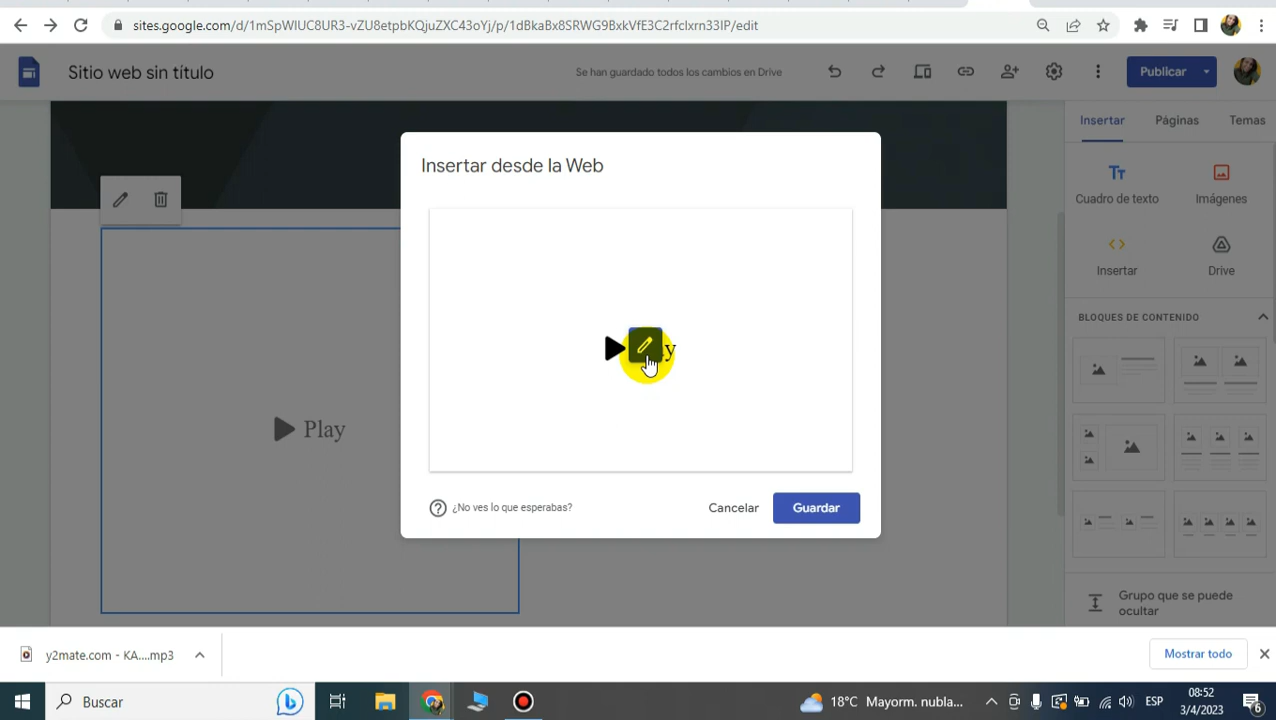 sites.google.com/d/1mSpWIUC8UR3-vZU8etpbKQjuZXC43oYj/p/1dBkaBx8SRWG9BxkVfE3C2rfcIxrn33IP/edit
Sitio web sin título
Se han guardado todos los cambios en Drive
Publicar
Insertar
Páginas
Temas
Insertar desde la Web
Tt
Cuadro de texto
Imágenes
Insertar
Drive
BLOQUES DE CONTENIDO
Play
¿No ves lo que esperabas?
Cancelar
Guardar
Grupo que se puede
ocultar
y2mate.com - KA....mp3
Mostrar todo
Buscar
18°C Mayorm. nubla...
ESP
08:52
3/4/2023
6